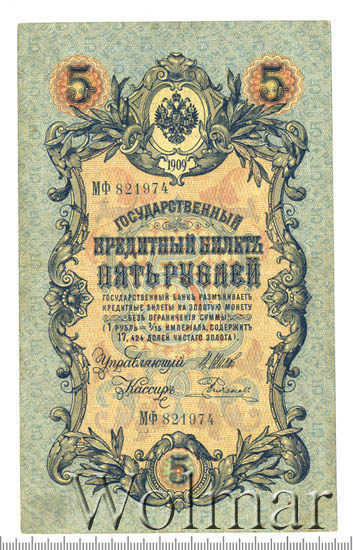 5 5
1909
МФ 821974
ГОСУДАРСТВЕННЫЙ
КРЕДИТНЫЙ БИЛЕТЪ
ПЯТЬ РУБЛЕЙ
ГОСУДАРСТВЕННЫЙ БАНКЪ РАЗМѢНИВАЕТЪ
КРЕДИТНЫЕ БИЛЕТЫ НА ЗОЛОТУЮ МОНЕТУ
БЕЗЪ ОГРАНИЧЕНІЯ СУММЫ
(1 РУБЛЬ = 1/15 ИМПЕРІАЛА, СОДЕРЖИТЪ
17,424 ДОЛЕЙ ЧИСТАГО ЗОЛОТА).
Управляющій
Кассиръ
МФ 821974
5
Wolmar